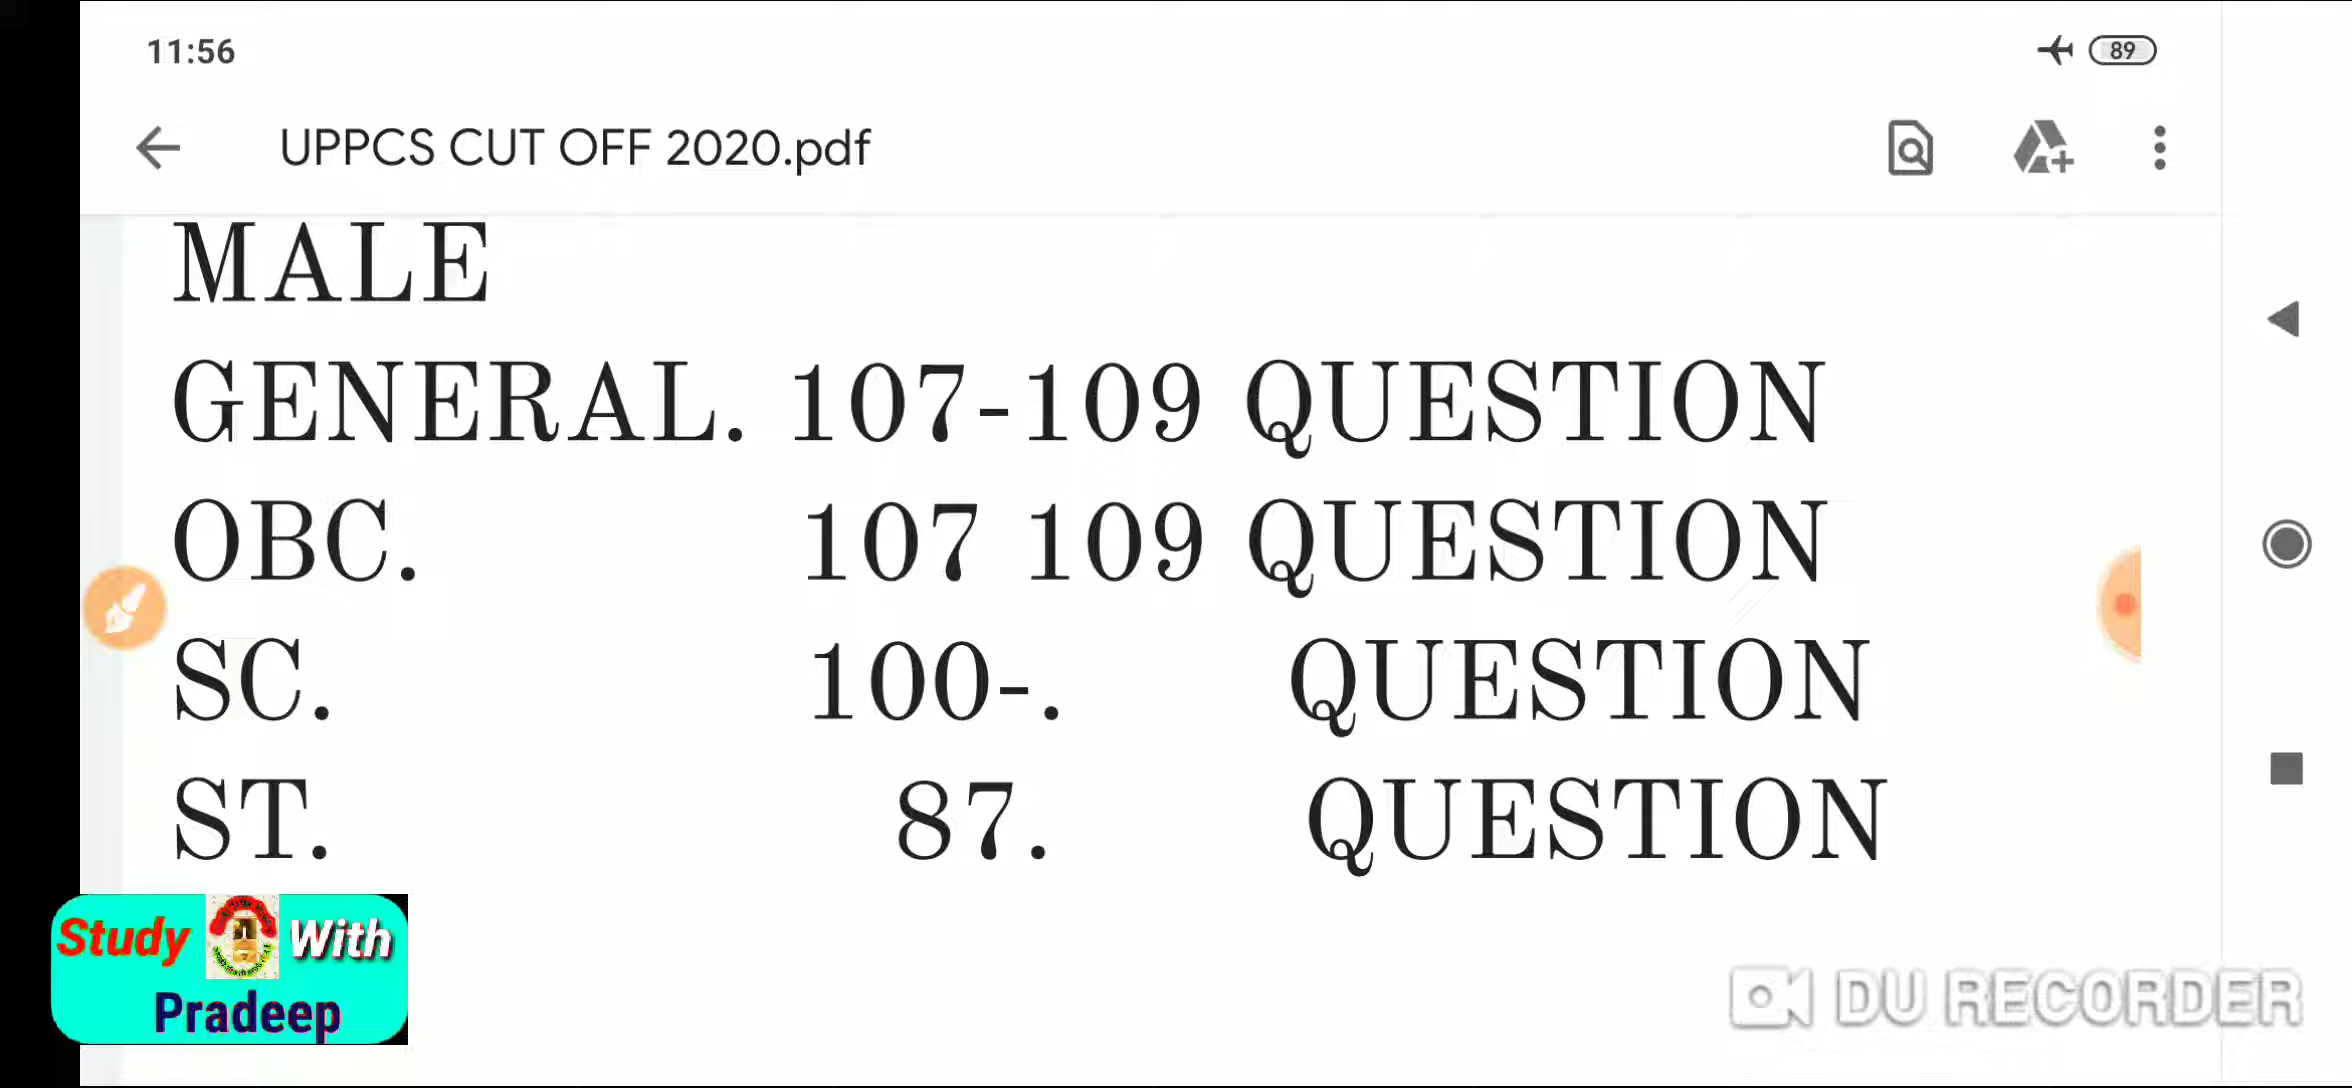 11:56
89
UPPCS CUT OFF 2020.pdf
MALE
GENERAL. 107-109 QUESTION
OBC. 107 109 QUESTION
SC. 100-. QUESTION
ST. 87. QUESTION
Study With
Pradeep
DU RECORDER